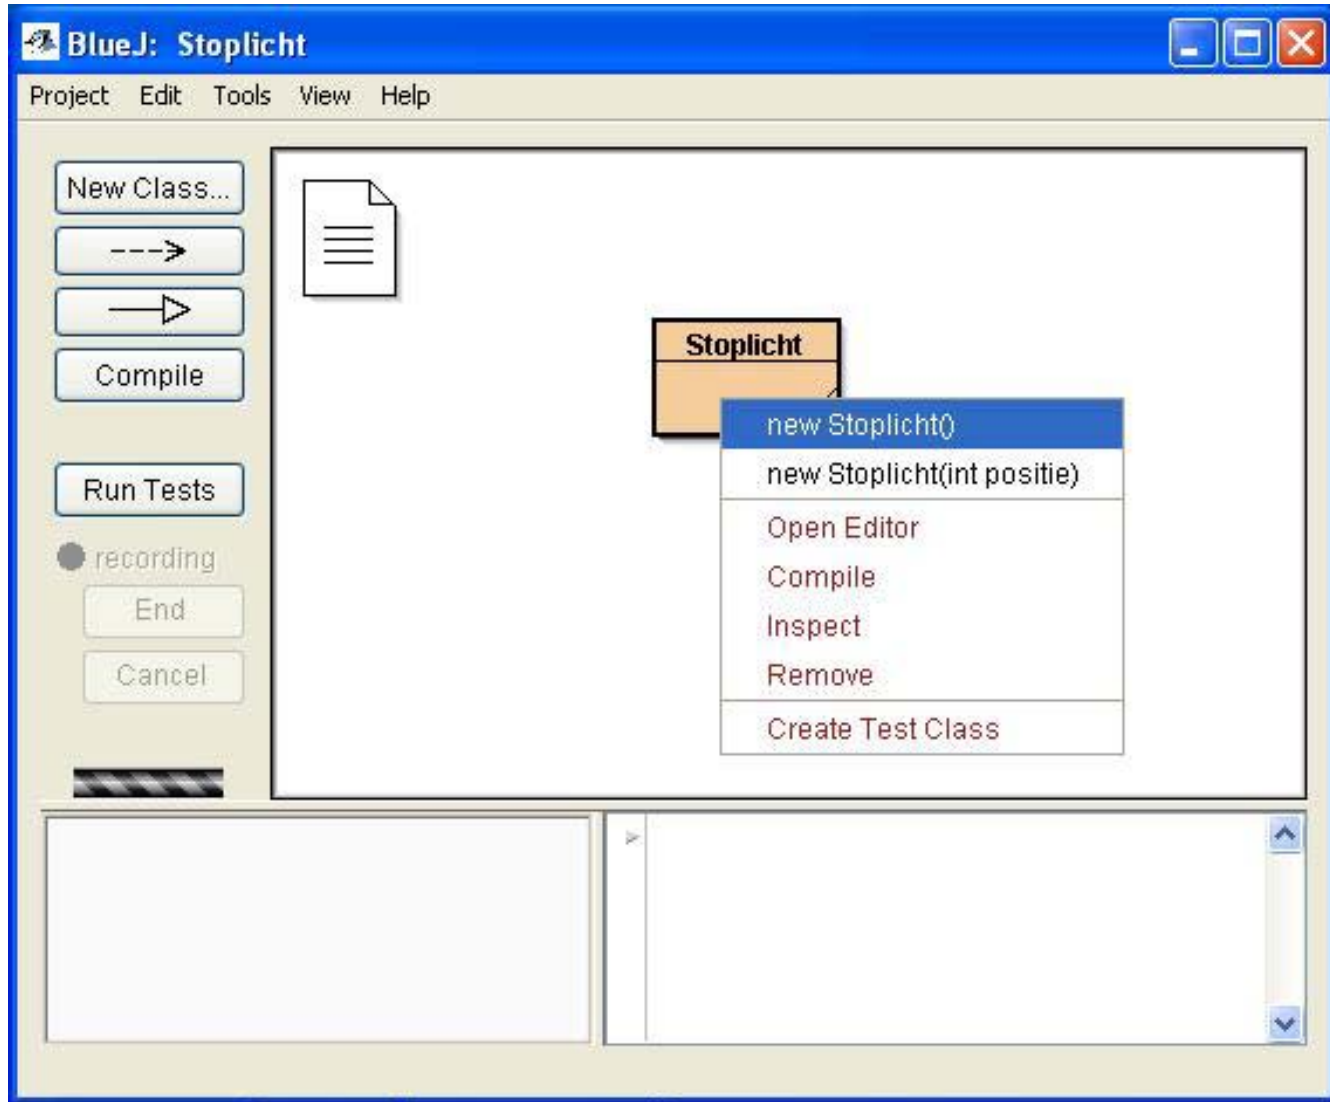 BlueJ: Stoplicht
Project Edit Tools View Help
New Class...
Compile
Run Tests
recording
End
Cancel
Stoplicht
new Stoplicht()
new Stoplicht(int positie)
Open Editor
Compile
Inspect
Remove
Create Test Class